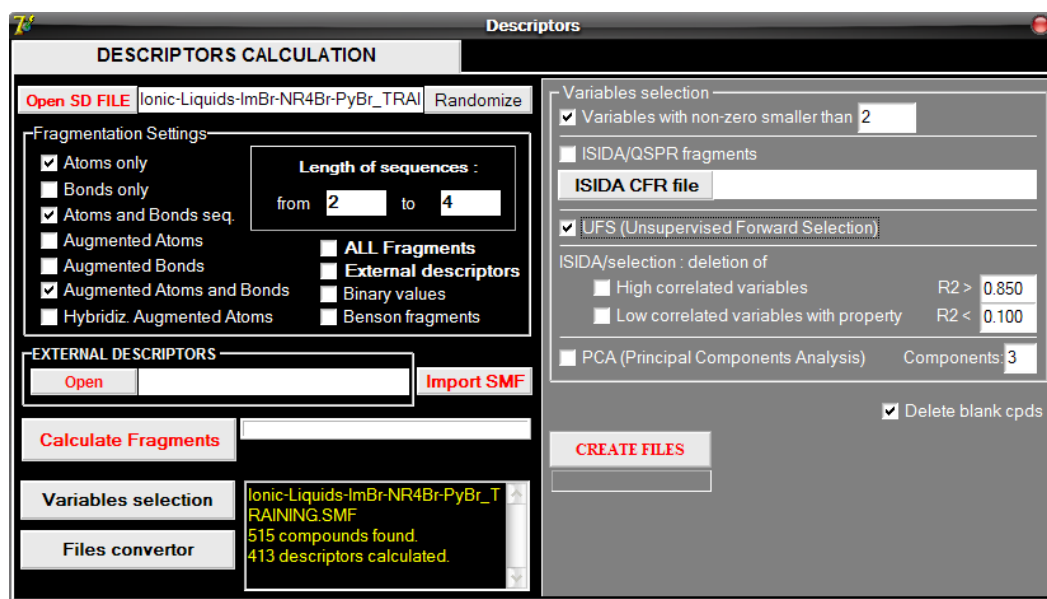 Descriptors
DESCRIPTORS CALCULATION
Open SD FILE Ionic-Liquids-ImBr-NR4Br-PyBr_TRAI Randomize
Fragmentation Settings
Atoms only
Bonds only
Atoms and Bonds seq.
Augmented Atoms
Augmented Bonds
Augmented Atoms and Bonds
Hybridiz. Augmented Atoms
Length of sequences :
from 2 to 4
ALL Fragments
External descriptors
Binary values
Benson fragments
EXTERNAL DESCRIPTORS
Open
Import SMF
Calculate Fragments
Variables selection
Files convertor
Ionic-Liquids-ImBr-NR4Br-PyBr_T
RAINING.SMF
515 compounds found.
413 descriptors calculated.
Variables selection
Variables with non-zero smaller than 2
ISIDA/QSPR fragments
ISIDA CFR file
UFS (Unsupervised Forward Selection)
ISIDA/selection : deletion of
High correlated variables R2 > 0.850
Low correlated variables with property R2 < 0.100
PCA (Principal Components Analysis) Components: 3
Delete blank cpds
CREATE FILES